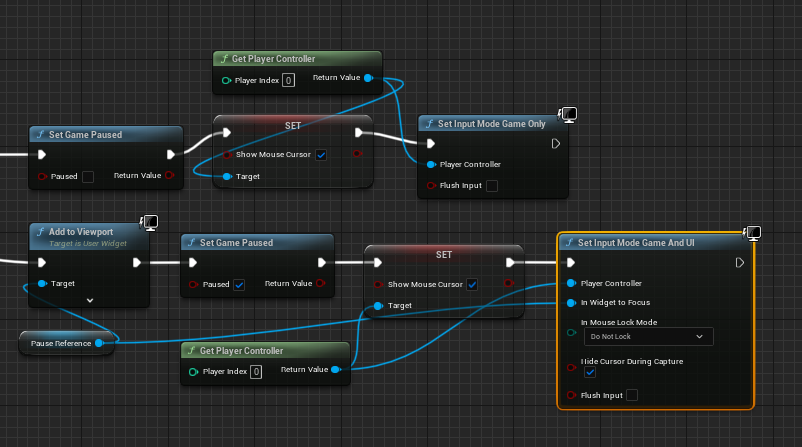 f Get Player Controller
Player Index 0 Return Value
f Set Game Paused
Paused Return Value
SET
Show Mouse Cursor
Target
f Set Input Mode Game Only
Player Controller
Flush Input
f Add to Viewport
Target is User Widget
Target
f Set Game Paused
Paused Return Value
SET
Show Mouse Cursor
Target
f Set Input Mode Game And UI
Player Controller
In Widget to Focus
In Mouse Lock Mode
Do Not Lock
Hide Cursor During Capture
Flush Input
Pause Reference
f Get Player Controller
Player Index 0 Return Value